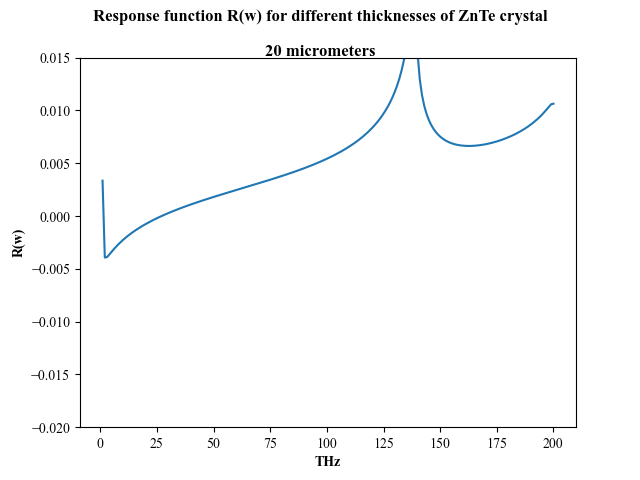 Response function R(w) for different thicknesses of ZnTe crystal
20 micrometers
0.015
0.010
0.005
0.000
−0.005
−0.010
−0.015
−0.020
R(w)
0 25 50 75 100 125 150 175 200
THz